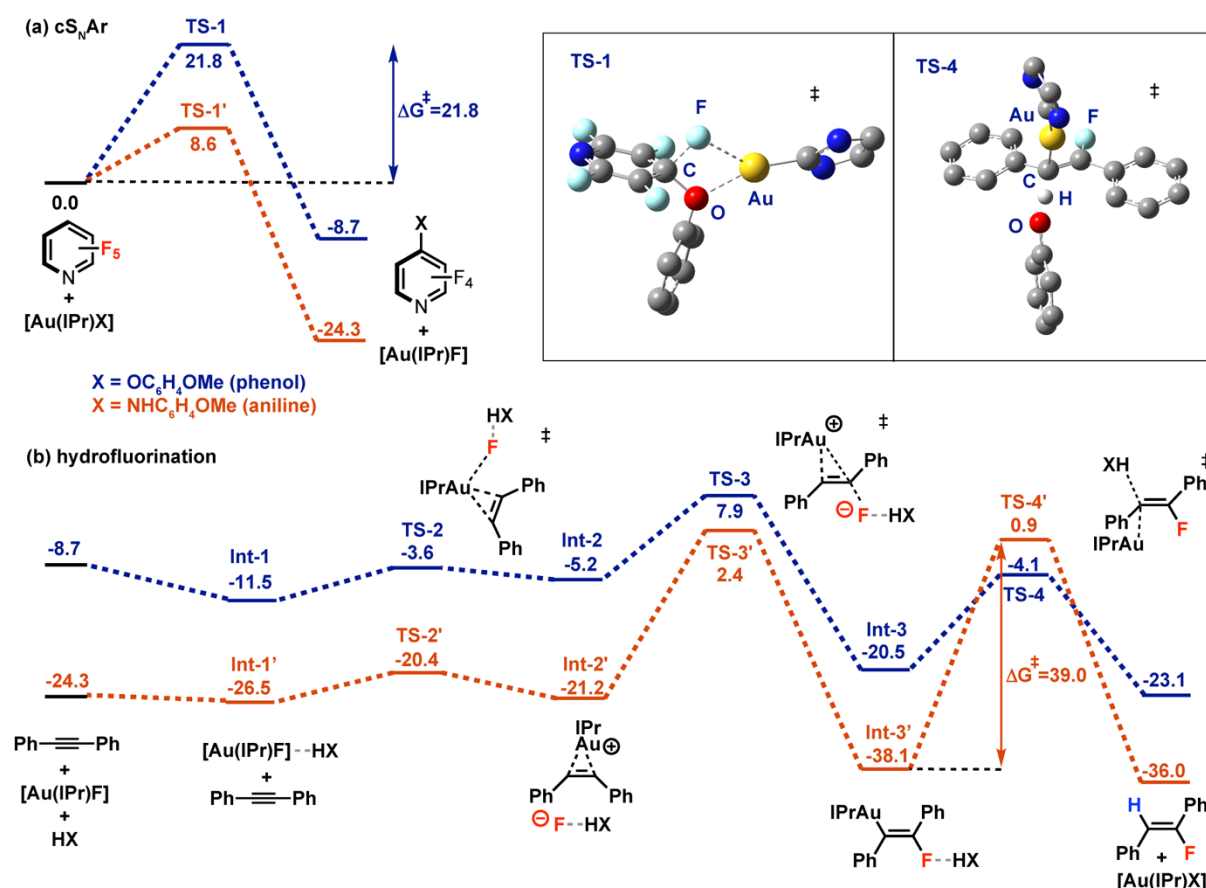 (a) cS_NAr
TS-1
21.8
TS-1'
8.6
ΔG‡=21.8
0.0
-8.7
-24.3
F5
N
+
[Au(IPr)X]
X
F4
N
+
[Au(IPr)F]
X = OC6H4OMe (phenol)
X = NHC6H4OMe (aniline)
TS-1
‡
F
C
Au
O
TS-4
‡
Au
F
C
H
O
(b) hydrofluorination
HX
F
‡
IPrAu
Ph
Ph
IPrAu
⊕
‡
Ph
Ph
⊖
F
HX
XH
‡
Ph
Ph
F
IPrAu
-8.7
Int-1
-11.5
TS-2
-3.6
Int-2
-5.2
TS-3
7.9
Int-3
-20.5
-4.1
TS-4
-23.1
-24.3
Int-1'
-26.5
TS-2'
-20.4
Int-2'
-21.2
TS-3'
2.4
Int-3'
-38.1
TS-4'
0.9
ΔG‡=39.0
-36.0
Ph
Ph
+
[Au(IPr)F]
+
HX
[Au(IPr)F]--HX
+
Ph
Ph
IPr
Au
⊕
Ph
Ph
⊖
F--HX
IPrAu
Ph
Ph
F--HX
H
Ph
Ph
F
+
[Au(IPr)X]